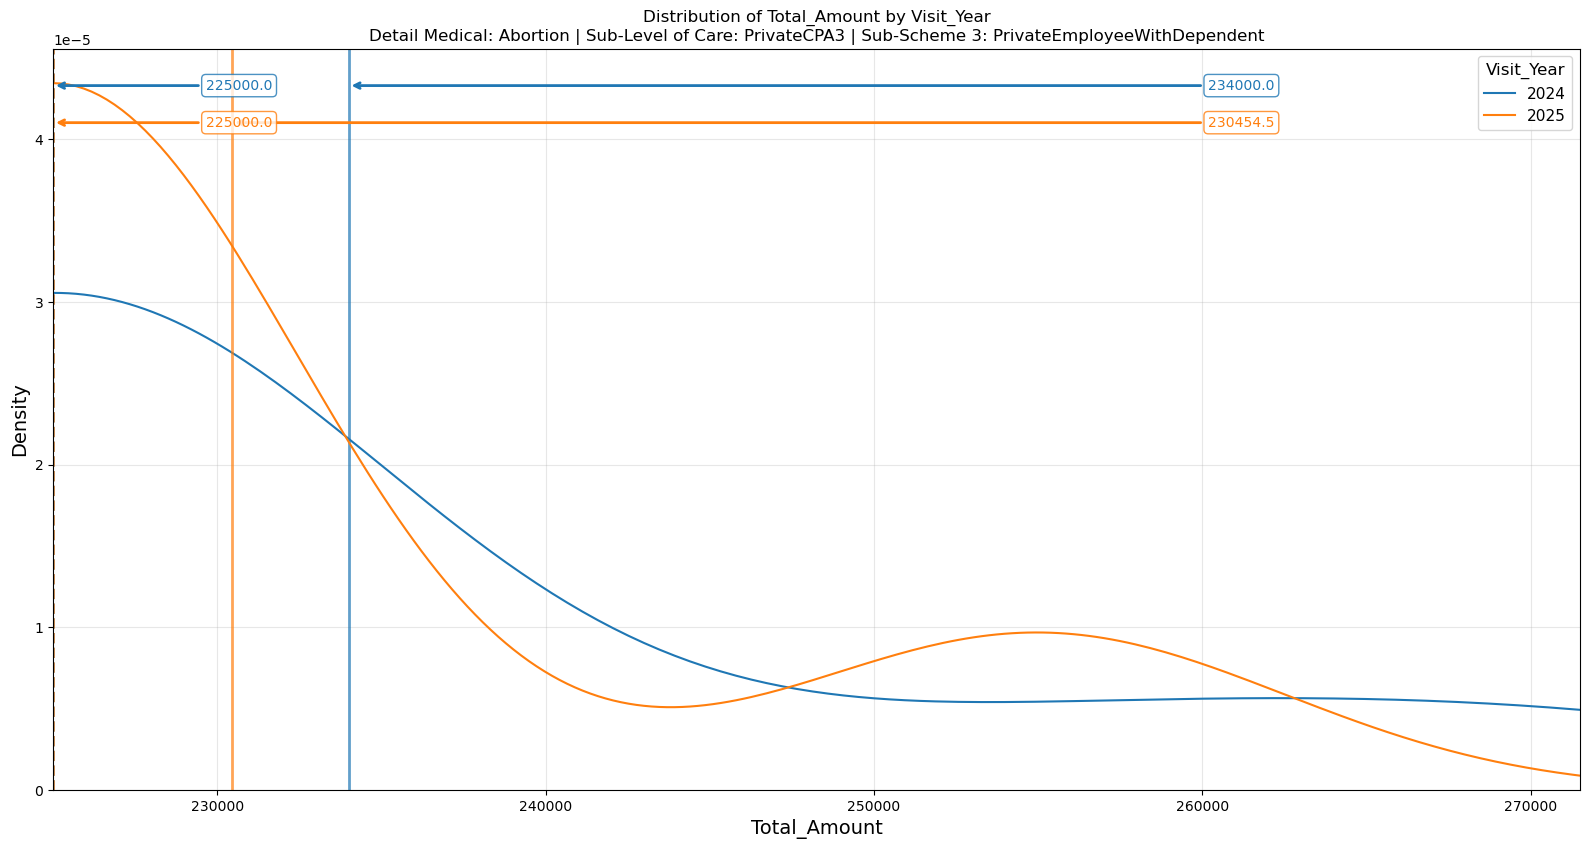 Distribution of Total_Amount by Visit_Year
Detail Medical: Abortion | Sub-Level of Care: PrivateCPA3 | Sub-Scheme 3: PrivateEmployeeWithDependent
1e−5
Visit_Year
2024
2025
225000.0
234000.0
225000.0
230454.5
4
3
2
1
0
Density
230000
240000
250000
260000
270000
Total_Amount